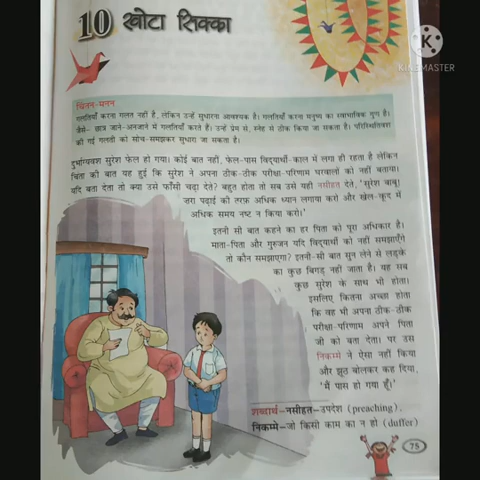 10 खोटा सिक्का
KINEMASTER
चिंतन-मनन
गलतियाँ करना गलत नहीं है, लेकिन उन्हें सुधारना आवश्यक है। गलतियाँ करना मनुष्य का स्वाभाविक गुण है।
जैसे- छात्र जाने-अनजाने में गलतियाँ करते हैं। उन्हें प्रेम से, स्नेह से ठीक किया जा सकता है। परिस्थितिवश
की गई गलती को सोच-समझकर सुधारा जा सकता है।
दुर्भाग्यवश सुरेश फेल हो गया। कोई बात नहीं, फेल-पास विद्यार्थी-काल में लगा ही रहता है लेकिन
चिंता की बात यह हुई कि सुरेश ने अपना ठीक-ठीक परीक्षा-परिणाम घरवालों को नहीं बताया।
यदि बता देता तो क्या उसे फाँसी चढ़ा देते? बहुत होता तो सब उसे यही नसीहत देते, 'सुरेश बाबू!
ज़रा पढ़ाई की तरफ़ अधिक ध्यान लगाया करो और खेल-कूद में
अधिक समय नष्ट न किया करो।'
इतनी सी बात कहने का हर पिता को पूरा अधिकार है।
माता-पिता और गुरुजन यदि विद्यार्थी को नहीं समझाएँगे
तो कौन समझाएगा? इतनी-सी बात सुन लेने से लड़के
का कुछ बिगड़ नहीं जाता है। यह सब
कुछ सुरेश के साथ भी होता।
इसलिए कितना अच्छा होता
कि वह भी अपना ठीक-ठीक
परीक्षा-परिणाम अपने पिता
जी को बता देता। पर उस
निकम्मे ने ऐसा नहीं किया
और झूठ बोलकर कह दिया,
'मैं पास हो गया हूँ।'
शब्दार्थ-नसीहत-उपदेश (preaching),
निकम्मे-जो किसी काम का न हो (duffer)
75